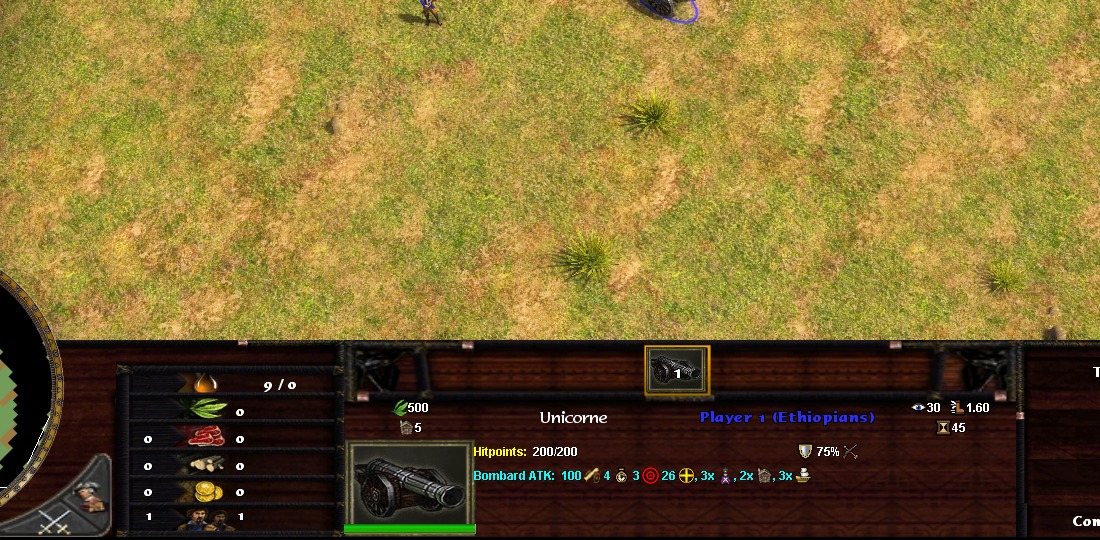 1
T
9 / 0
500
Unicorne
Player 1 (Ethiopians)
30 1.60
0
5
45
0 0
Hitpoints: 200/200
75%
0 0
Bombard ATK: 100 4 3 26 , 3x , 2x , 3x
0 0
1 1
Con